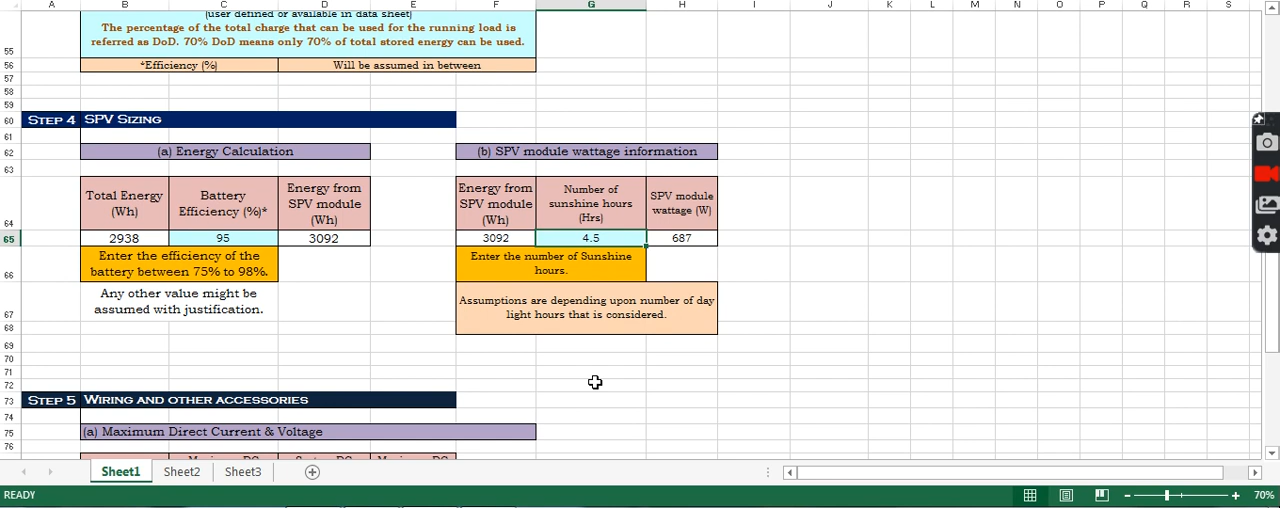 A B C D E F G H I J K L M N O P Q R S
(user defined or available in data sheet)
The percentage of the total charge that can be used for the running load is
referred as DoD. 70% DoD means only 70% of total stored energy can be used.
55
56 *Efficiency (%) Will be assumed in between
57
58
59
60 STEP 4 SPV SIZING
61
62 (a) Energy Calculation (b) SPV module wattage information
63
Total Energy (Wh)
Battery Efficiency (%)*
Energy from SPV module (Wh)
Energy from SPV module (Wh)
Number of sunshine hours (Hrs)
SPV module wattage (W)
64
65 2938 95 3092 3092 4.5 687
Enter the efficiency of the
battery between 75% to 98%.
Enter the number of Sunshine
hours.
66
Any other value might be
assumed with justification.
Assumptions are depending upon number of day
light hours that is considered.
67
68
69
70
71
72
73 STEP 5 WIRING AND OTHER ACCESSORIES
74
75 (a) Maximum Direct Current & Voltage
76
Sheet1 Sheet2 Sheet3
READY 70%